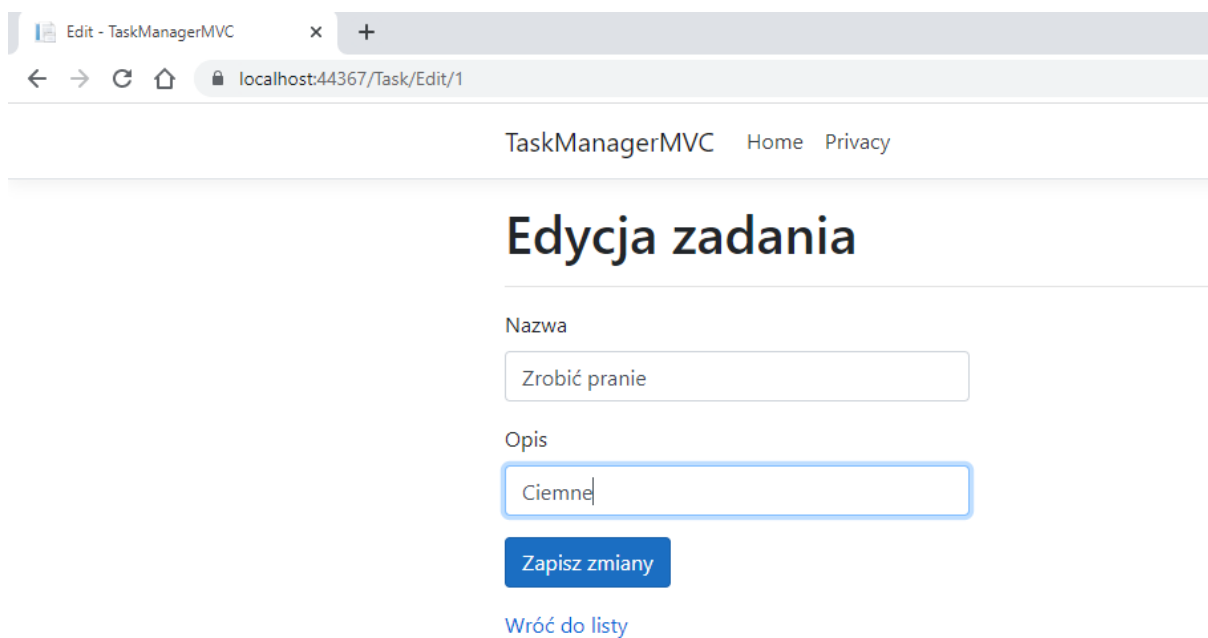 Edit - TaskManagerMVC
localhost:44367/Task/Edit/1
TaskManagerMVC Home Privacy
Edycja zadania
Nazwa
Zrobić pranie
Opis
Ciemne
Zapisz zmiany
Wróć do listy